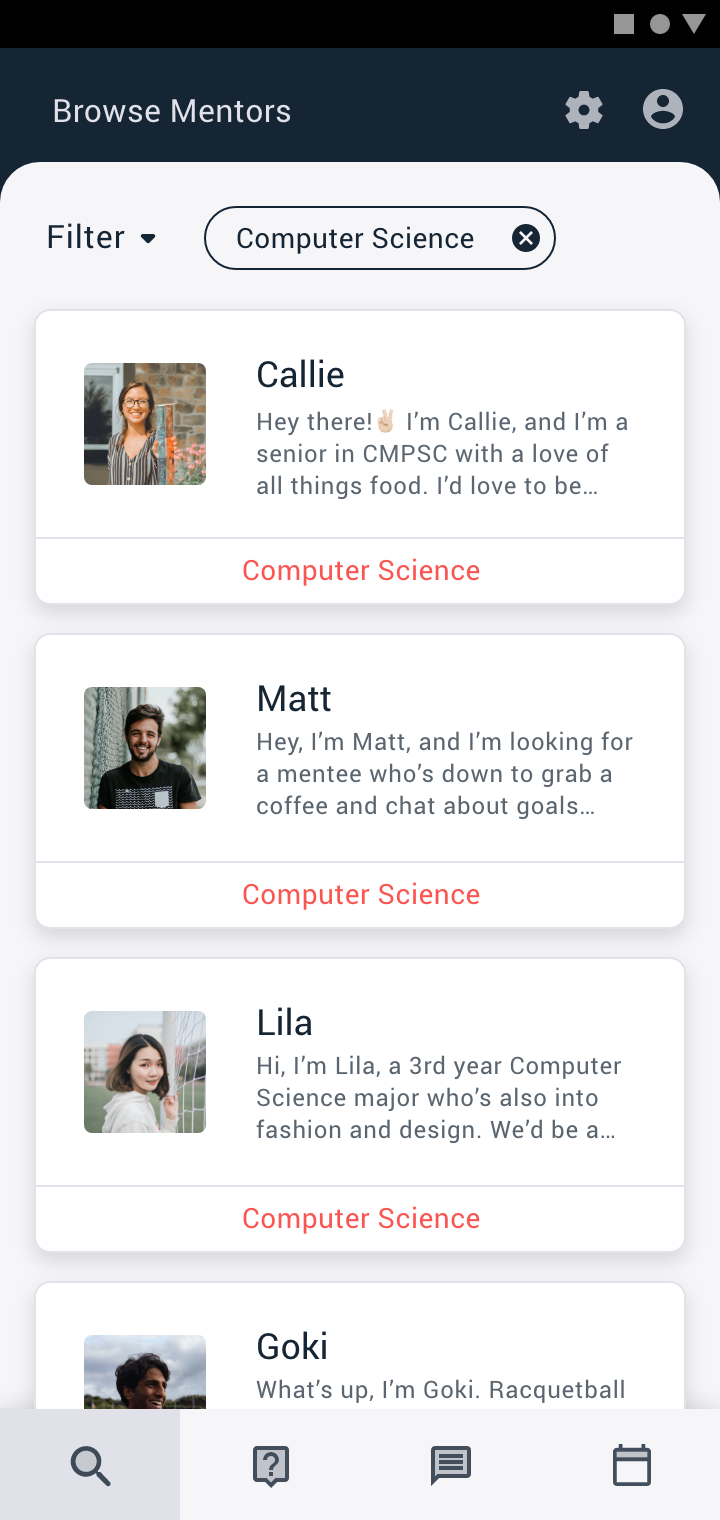 Browse Mentors
Filter
Computer Science
Callie
Hey there!✌🏻 I’m Callie, and I’m a
senior in CMPSC with a love of
all things food. I’d love to be…
Computer Science
Matt
Hey, I’m Matt, and I’m looking for
a mentee who’s down to grab a
coffee and chat about goals…
Computer Science
Lila
Hi, I’m Lila, a 3rd year Computer
Science major who’s also into
fashion and design. We’d be a…
Computer Science
Goki
What’s up, I’m Goki. Racquetball
?